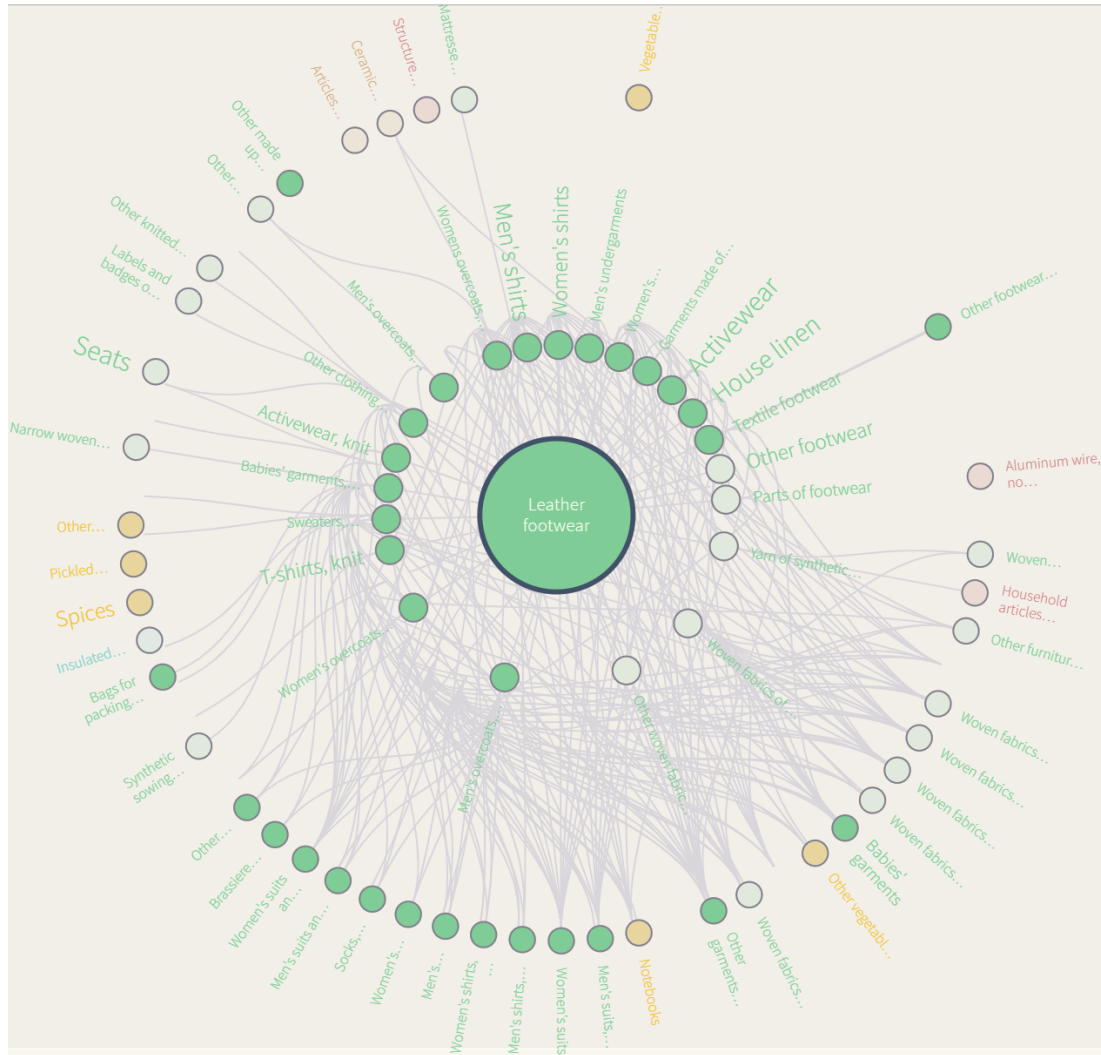 Mattresse...
Structure...
Ceramic...
Articles...
Vegetable...
Other made
up...
Other...
Other knitted...
Labels and
badges o...
Seats
Narrow woven...
Other...
Pickled...
Spices
Insulated...
Bags for
packing...
Synthetic
sowing...
Other...
Brassiere...
Women's suits
an...
Men's suits an...
Socks,...
Women's...
Men's...
Women's shirts,
...
Men's shirts,...
Women's suits
Men's suits,...
Notebooks
Other
garments...
Woven fabrics...
Other vegetabl...
Babies'
garments
Woven fabrics...
Woven fabrics...
Woven fabrics...
Woven fabrics...
Other furnitur...
Household
articles...
Woven...
Aluminum wire,
no...
Other footwear...
Womens overcoats,...
Men's shirts
Women's shirts
Men's undergarments
Women's...
Garments made of...
Activewear
House linen
Textile footwear
Other footwear
Parts of footwear
Yarn of synthetic...
Woven fabrics of...
Other woven fabric...
Men's overcoats,...
Women's overcoats...
T-shirts, knit
Sweaters,...
Babies' garments,...
Activewear, knit
Other clothing...
Men's overcoats,...
Leather
footwear